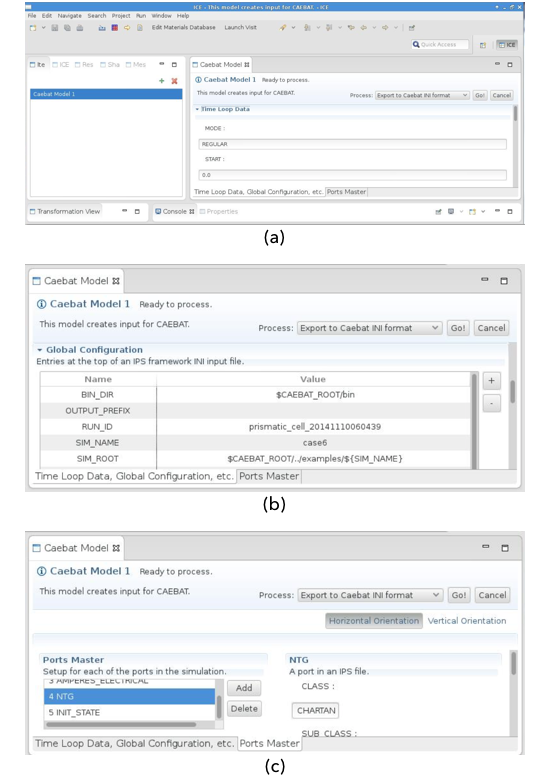 ICE - This model creates input for CAEBAT. - ICE
File Edit Navigate Search Project Run Window Help
Edit Materials Database Launch Visit
Quick Access
ICE
Ite ICE Res Sha Mes
Caebat Model
Caebat Model 1
Caebat Model 1 Ready to process.
This model creates input for CAEBAT.
Process: Export to Caebat INI format Go! Cancel
Time Loop Data
MODE :
REGULAR
START :
0.0
Time Loop Data, Global Configuration, etc. Ports Master
Transformation View
Console Properties
(a)
Caebat Model
Caebat Model 1 Ready to process.
This model creates input for CAEBAT.
Process: Export to Caebat INI format Go! Cancel
Global Configuration
Entries at the top of an IPS framework INI input file.
Name Value
BIN_DIR $CAEBAT_ROOT/bin
OUTPUT_PREFIX
RUN_ID prismatic_cell_20141110060439
SIM_NAME case6
SIM_ROOT $CAEBAT_ROOT/../examples/${SIM_NAME}
+
-
Time Loop Data, Global Configuration, etc. Ports Master
(b)
Caebat Model
Caebat Model 1 Ready to process.
This model creates input for CAEBAT.
Process: Export to Caebat INI format Go! Cancel
Horizontal Orientation Vertical Orientation
Ports Master
Setup for each of the ports in the simulation.
3 AMPERES_ELECTRICAL
4 NTG
5 INIT_STATE
Add
Delete
NTG
A port in an IPS file.
CLASS :
CHARTAN
SUB_CLASS :
Time Loop Data, Global Configuration, etc. Ports Master
(c)